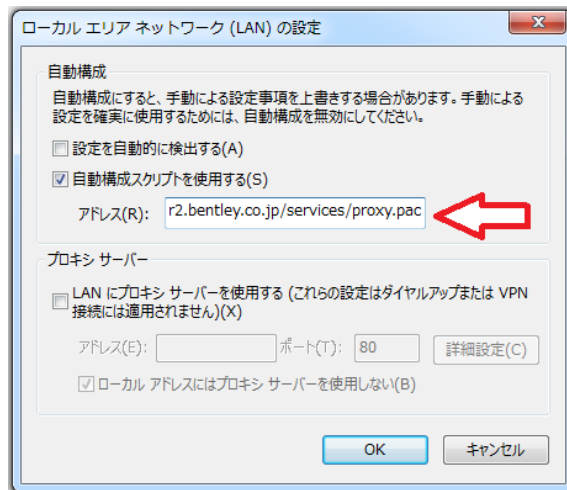 ローカル エリア ネットワーク (LAN) の設定
自動構成
自動構成にすると、手動による設定事項を上書きする場合があります。手動による
設定を確実に使用するためには、自動構成を無効にしてください。
設定を自動的に検出する(A)
自動構成スクリプトを使用する(S)
アドレス(R): r2.bentley.co.jp/services/proxy.pac
プロキシ サーバー
LAN にプロキシ サーバーを使用する (これらの設定はダイヤルアップまたは VPN
接続には適用されません)(X)
アドレス(E): ポート(T): 80 詳細設定(C)
ローカル アドレスにはプロキシ サーバーを使用しない(B)
OK キャンセル